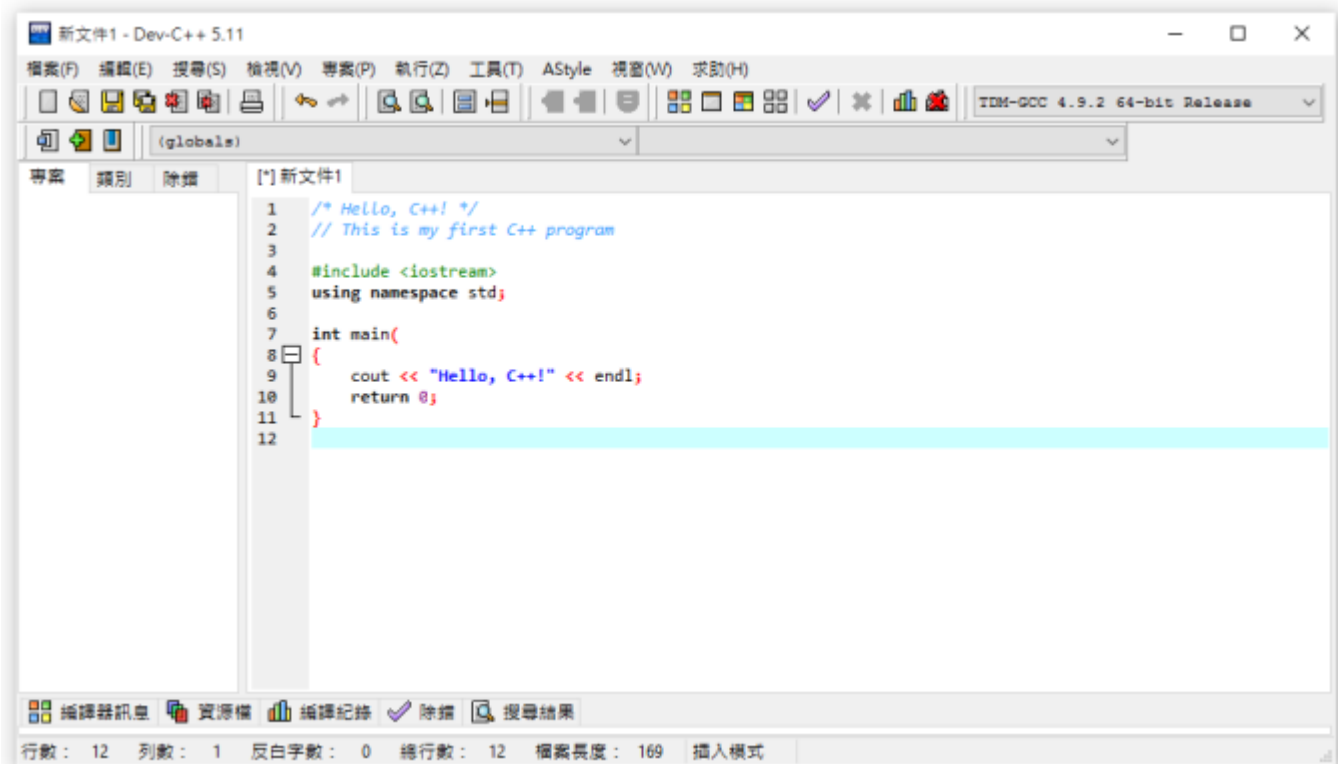 新文件1 - Dev-C++ 5.11
檔案(F) 編輯(E) 搜尋(S) 檢視(V) 專案(P) 執行(Z) 工具(T) AStyle 視窗(W) 求助(H)
TDM-GCC 4.9.2 64-bit Release
(globals)
專案 類別 除錯 [*] 新文件1
1 /* Hello, C++! */
2 // This is my first C++ program
3
4 #include <iostream>
5 using namespace std;
6
7 int main(
8 {
9 cout << "Hello, C++!" << endl;
10 return 0;
11 }
12
編譯器訊息 資源檔 編譯紀錄 除錯 搜尋結果
行數: 12 列數: 1 反白字數: 0 總行數: 12 檔案長度: 169 插入模式